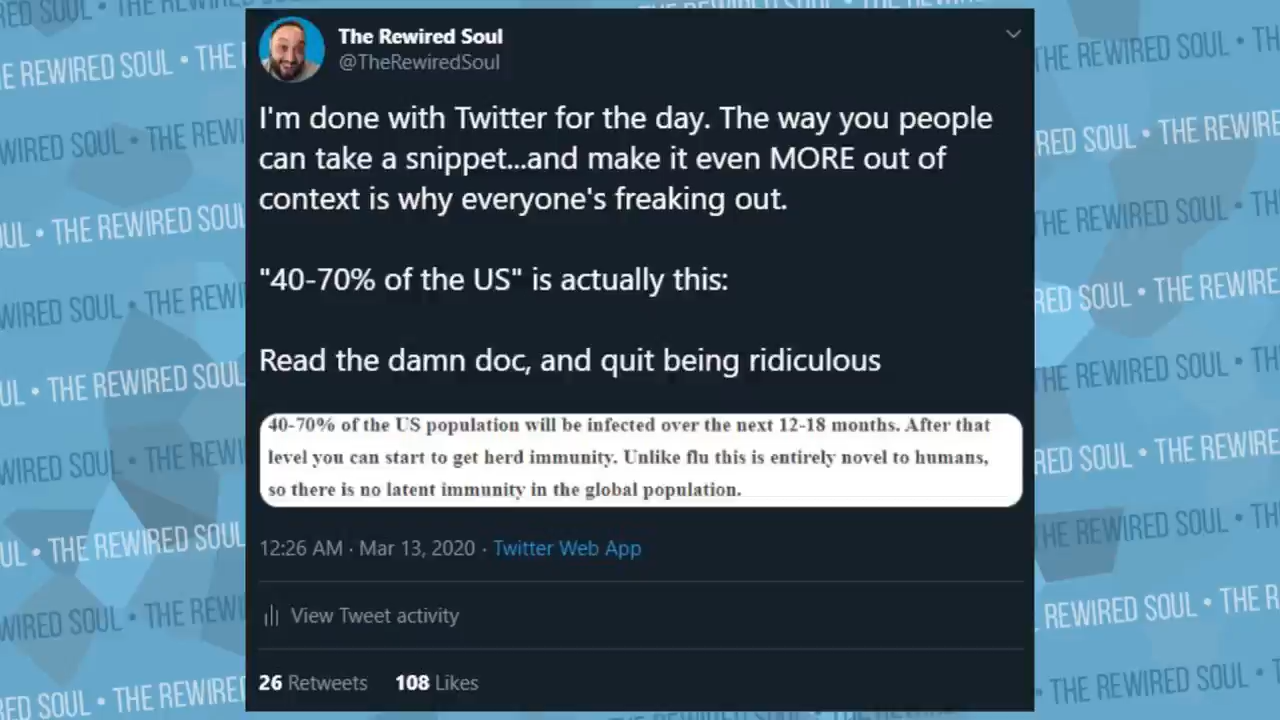 The Rewired Soul
@TheRewiredSoul
I'm done with Twitter for the day. The way you people
can take a snippet...and make it even MORE out of
context is why everyone's freaking out.
"40-70% of the US" is actually this:
Read the damn doc, and quit being ridiculous
40-70% of the US population will be infected over the next 12-18 months. After that
level you can start to get herd immunity. Unlike flu this is entirely novel to humans,
so there is no latent immunity in the global population.
12:26 AM · Mar 13, 2020 · Twitter Web App
View Tweet activity
26 Retweets 108 Likes